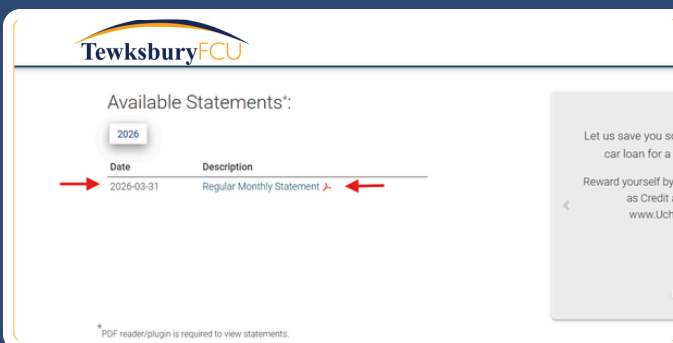 TewksburyFCU
Available Statements*:
2026
Date Description
2026-03-31 Regular Monthly Statement
*PDF reader/plugin is required to view statements.
Let us save you
car loan for a
Reward yourself by
as Credit
www.Uch